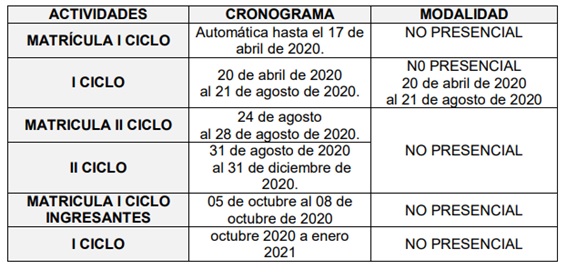 ACTIVIDADES CRONOGRAMA MODALIDAD
MATRÍCULA I CICLO Automática hasta el 17 de NO PRESENCIAL
abril de 2020.
I CICLO 20 de abril de 2020 N0 PRESENCIAL
al 21 de agosto de 2020. 20 de abril de 2020
al 21 de agosto de 2020
MATRICULA II CICLO 24 de agosto
al 28 de agosto de 2020.
NO PRESENCIAL
II CICLO 31 de agosto de 2020
al 31 de diciembre de
2020.
MATRICULA I CICLO 05 de octubre al 08 de NO PRESENCIAL
INGRESANTES octubre de 2020
I CICLO octubre 2020 a enero NO PRESENCIAL
2021